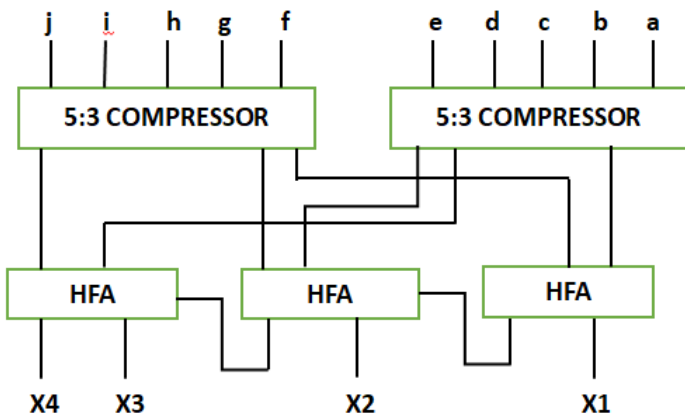 j i h g f e d c b a
5:3 COMPRESSOR 5:3 COMPRESSOR
HFA HFA HFA
X4 X3 X2 X1